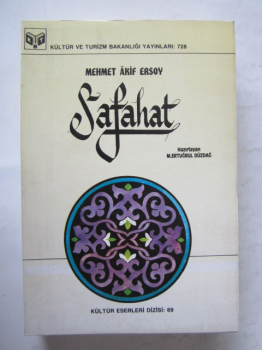 KÜLTÜR VE TURİZM BAKANLIĞI YAYINLARI: 728
MEHMET ÂKİF ERSOY
Safahat
Hazırlayan
M.ERTUĞRUL DÜZDAĞ
KÜLTÜR ESERLERİ DİZİSİ: 69